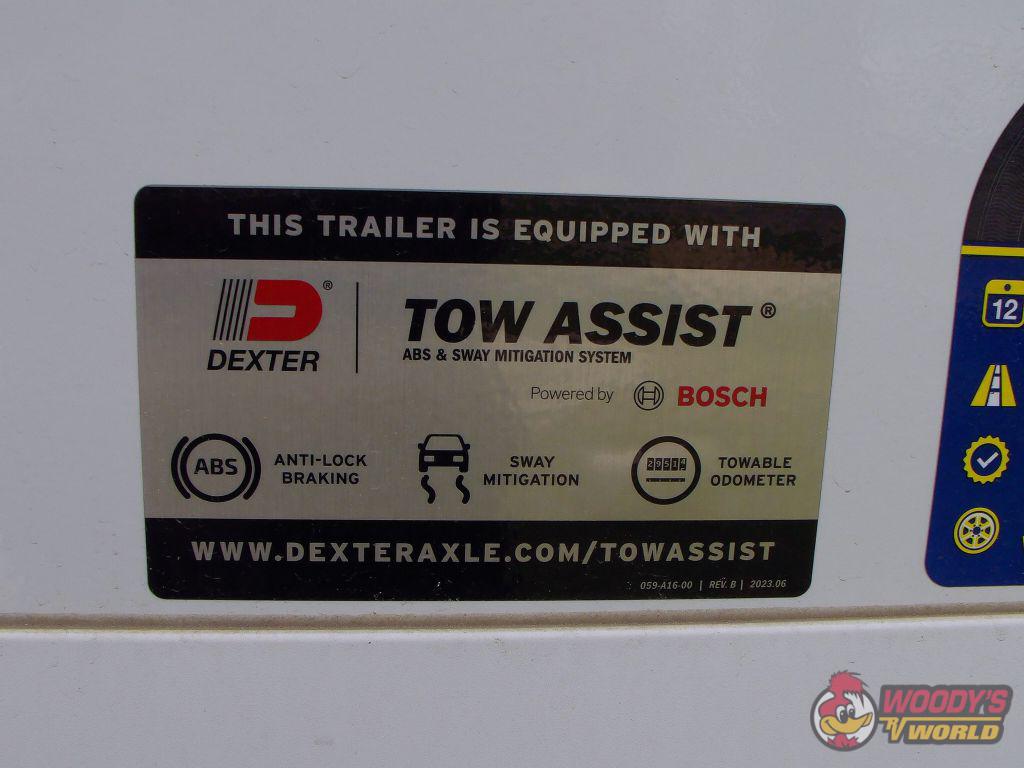 THIS TRAILER IS EQUIPPED WITH
DEXTER®
TOW ASSIST®
ABS & SWAY MITIGATION SYSTEM
Powered by BOSCH
ABS
ANTI-LOCK
BRAKING
SWAY
MITIGATION
TOWABLE
ODOMETER
WWW.DEXTERAXLE.COM/TOWASSIST
059-A16-00 | REV. B | 2023.06
12
WOODY'S
RV WORLD